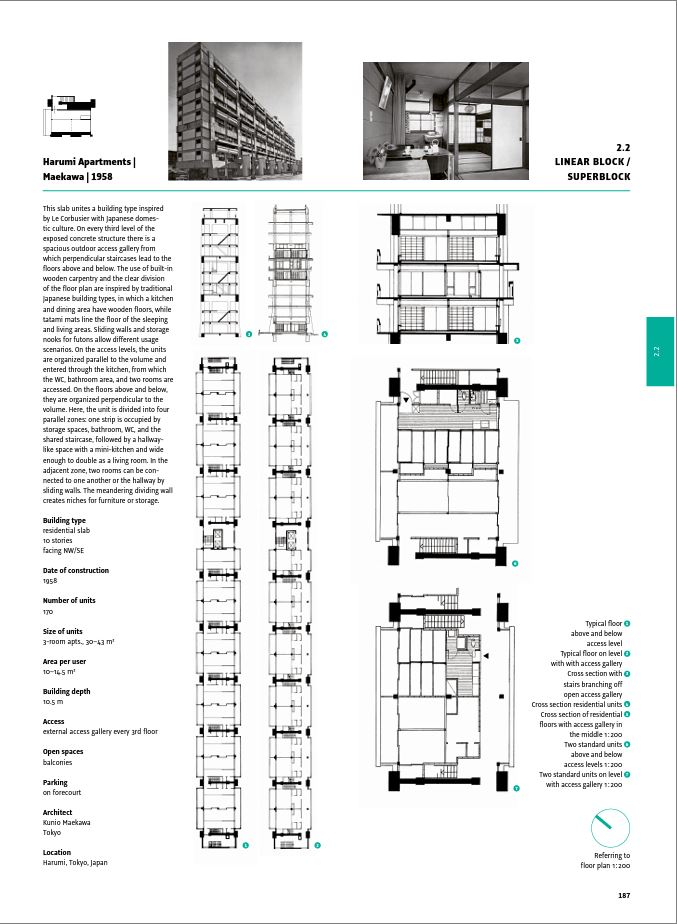 Harumi Apartments |
Maekawa | 1958
2.2
LINEAR BLOCK /
SUPERBLOCK
This slab unites a building type inspired
by Le Corbusier with Japanese domes-
tic culture. On every third level of the
exposed concrete structure there is a
spacious outdoor access gallery from
which perpendicular staircases lead to the
floors above and below. The use of built-in
wooden carpentry and the clear division
of the floor plan are inspired by traditional
Japanese building types, in which a kitchen
and dining area have wooden floors, while
tatami mats line the floor of the sleeping
and living areas. Sliding walls and storage
nooks for futons allow different usage
scenarios. On the access levels, the units
are organized parallel to the volume and
entered through the kitchen, from which
the WC, bathroom area, and two rooms are
accessed. On the floors above and below,
they are organized perpendicular to the
volume. Here, the unit is divided into four
parallel zones: one strip is occupied by
storage spaces, bathroom, WC, and the
shared staircase, followed by a hallway-
like space with a mini-kitchen and wide
enough to double as a living room. In the
adjacent zone, two rooms can be con-
nected to one another or the hallway by
sliding walls. The meandering dividing wall
creates niches for furniture or storage.
Building type
residential slab
10 stories
facing NW/SE
Date of construction
1958
Number of units
170
Size of units
3-room apts., 30–43 m²
Area per user
10–14.5 m²
Building depth
10.5 m
Access
external access gallery every 3rd floor
Open spaces
balconies
Parking
on forecourt
Architect
Kunio Maekawa
Tokyo
Location
Harumi, Tokyo, Japan
3
4
5
6
7
1
2
2.2
Typical floor 1
above and below
access level
Typical floor on level 2
with with access gallery
Cross section with 3
stairs branching off
open access gallery
Cross section residential units 4
Cross section of residential 5
floors with access gallery in
the middle 1:200
Two standard units 6
above and below
access levels 1:200
Two standard units on level 7
with access gallery 1:200
Referring to
floor plan 1:200
187